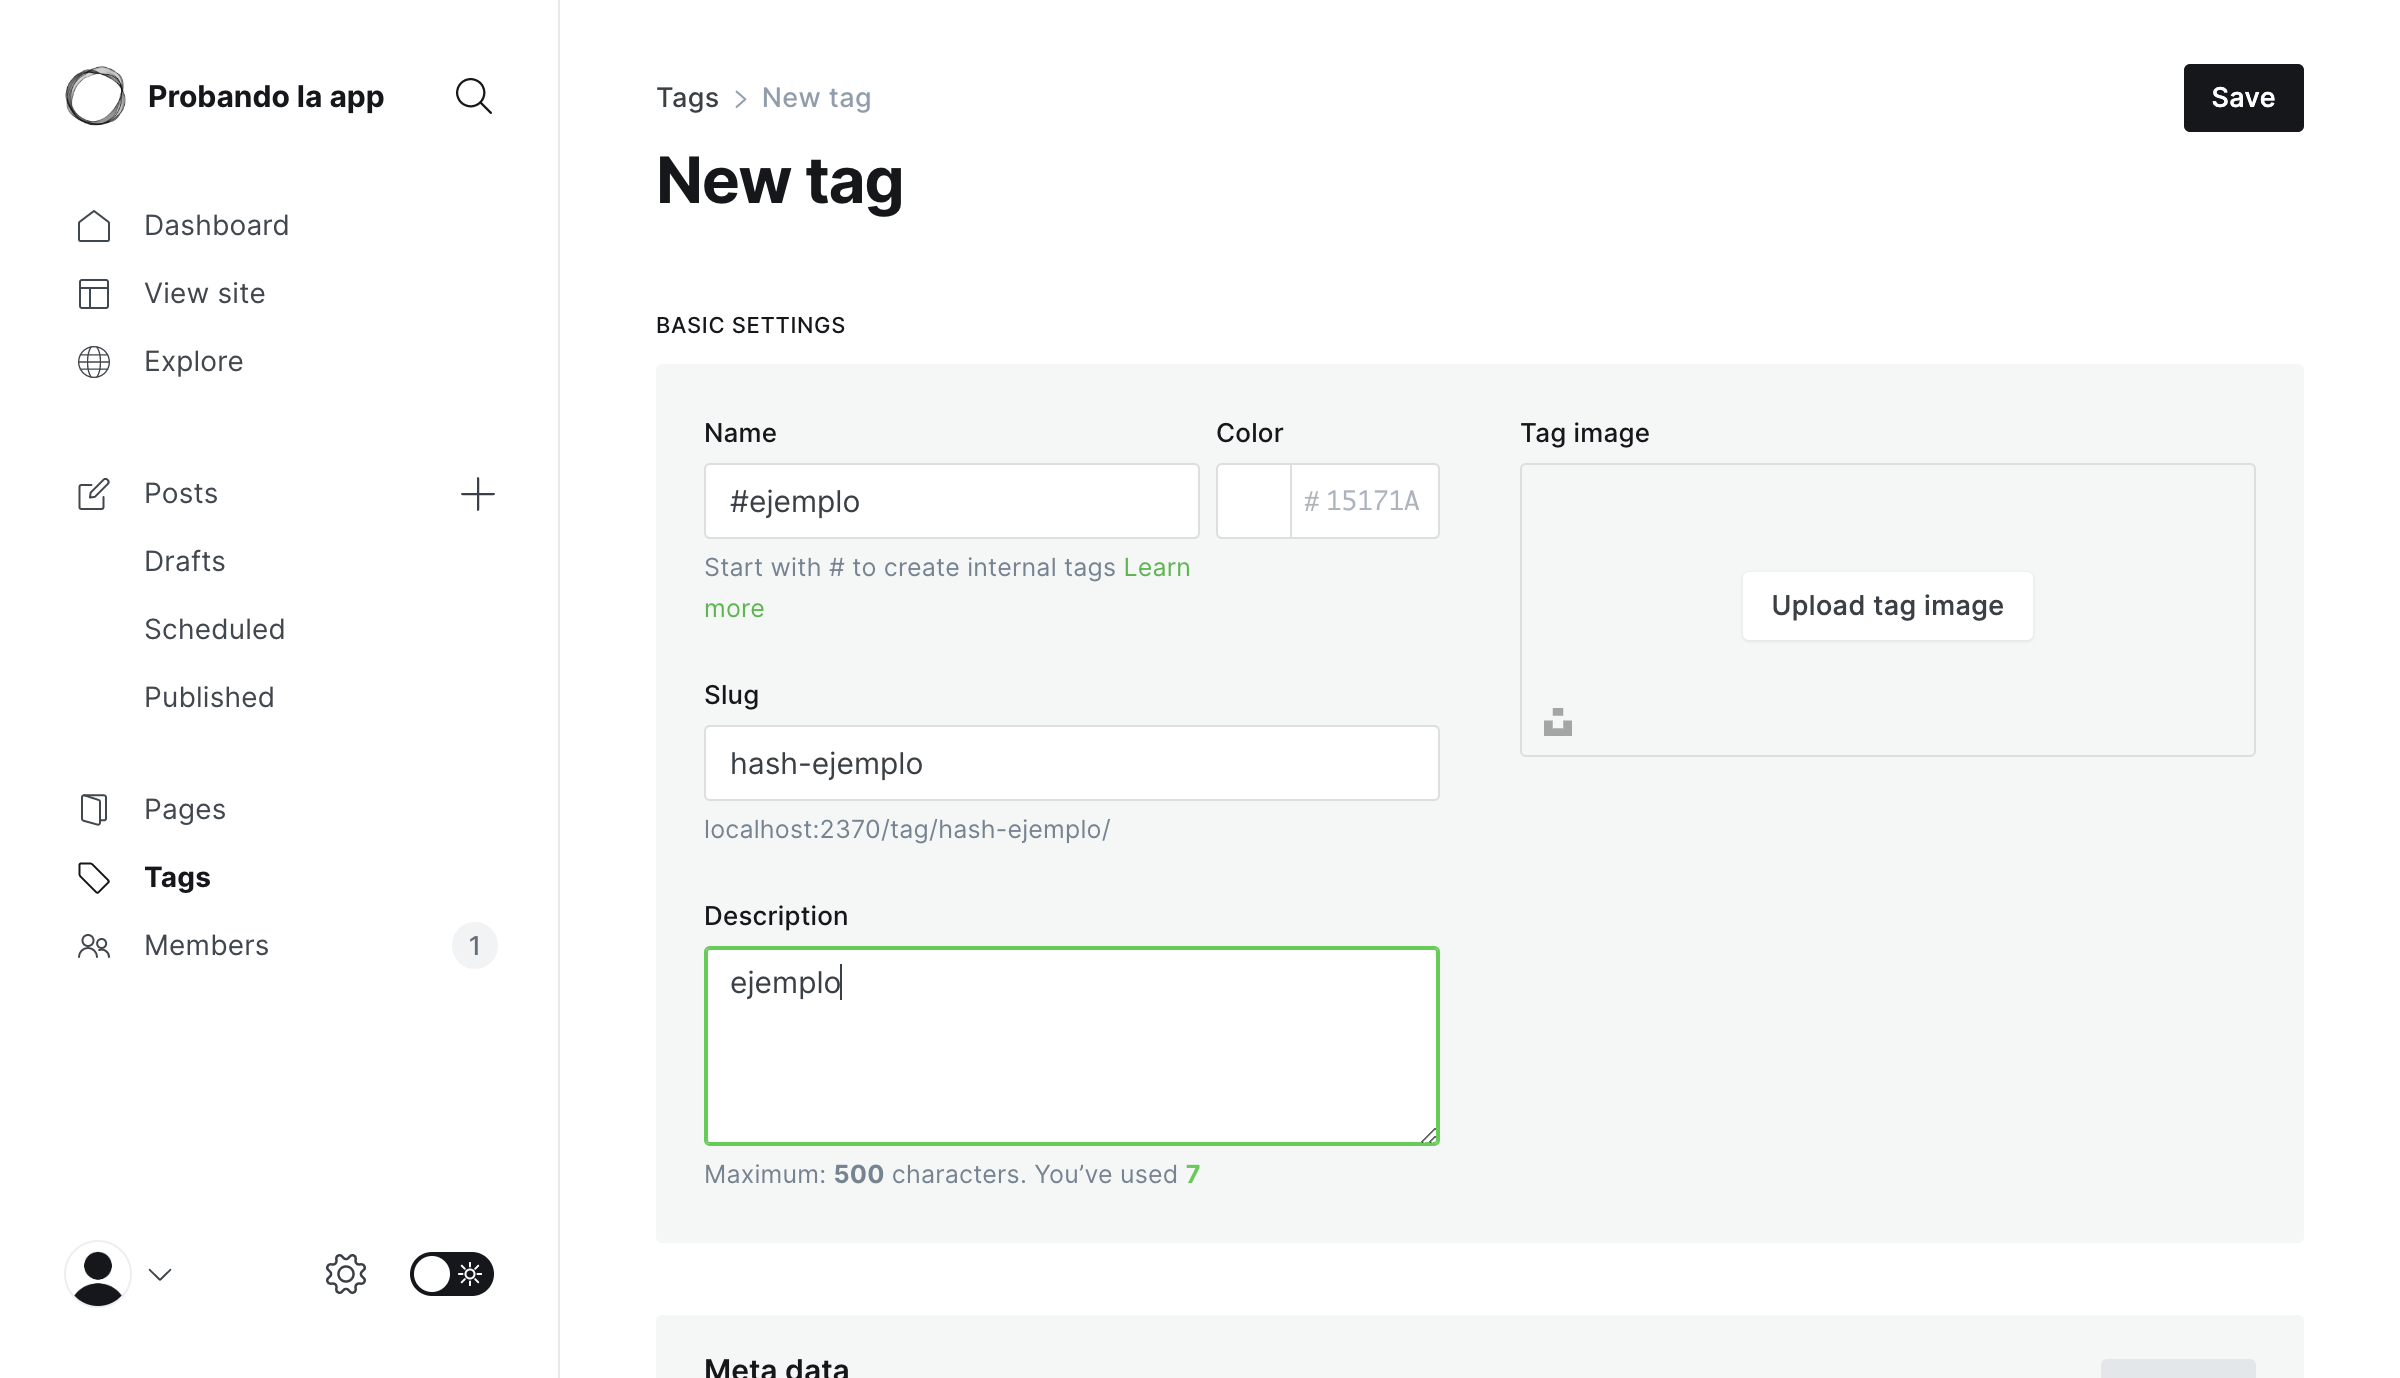 Probando la app
Dashboard
View site
Explore
Posts
Drafts
Scheduled
Published
Pages
Tags
Members
1
Tags > New tag
Save
New tag
BASIC SETTINGS
Name
#ejemplo
Start with # to create internal tags Learn
more
Color
# 15171A
Slug
hash-ejemplo
localhost:2370/tag/hash-ejemplo/
Description
ejemplo
Maximum: 500 characters. You’ve used 7
Tag image
Upload tag image
Meta data